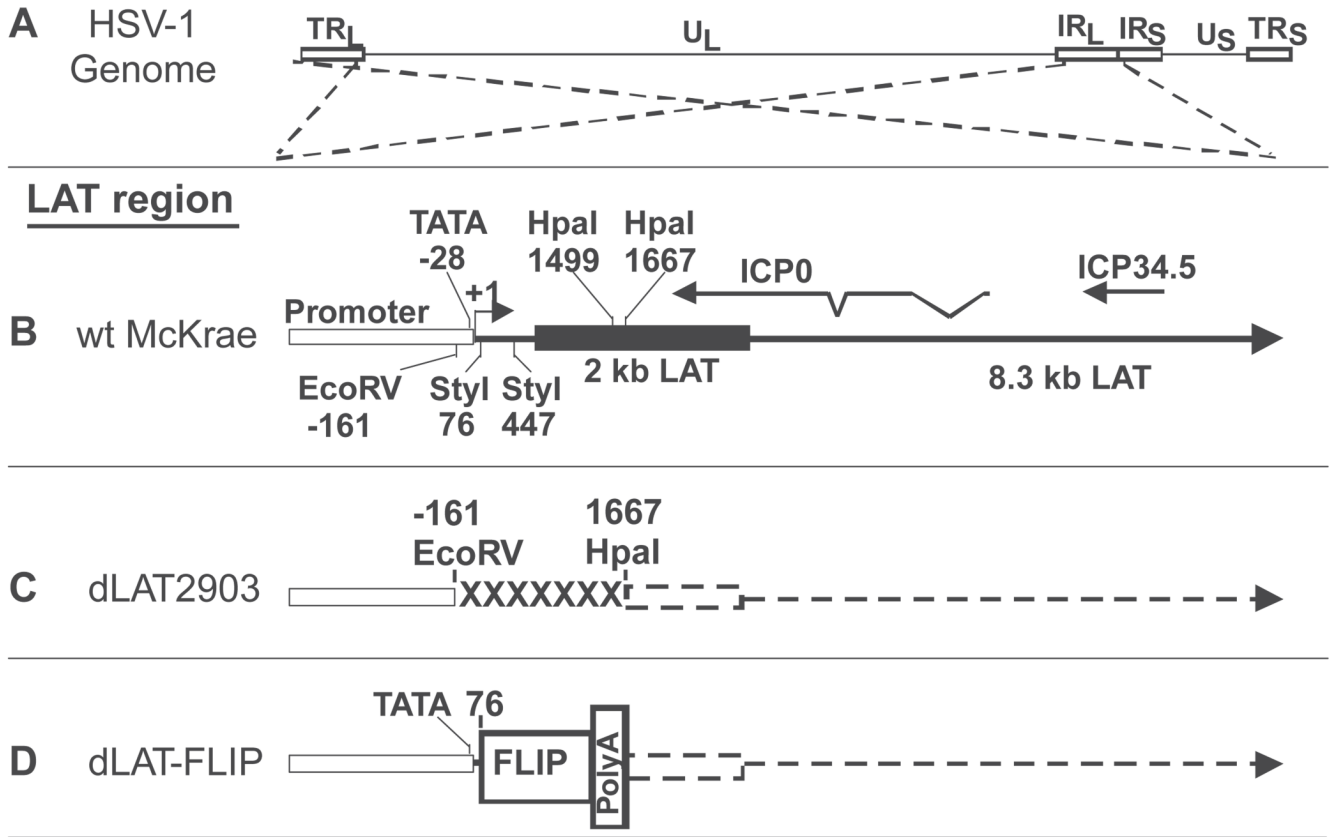 A HSV-1 Genome
TRL UL IRL IRS US TRS
LAT region
TATA -28
HpaI 1499
HpaI 1667
+1
ICP0
ICP34.5
Promoter
B wt McKrae
2 kb LAT
8.3 kb LAT
EcoRV -161
StyI 76
StyI 447
-161 EcoRV
1667 HpaI
C dLAT2903
XXXXXXX
TATA 76
D dLAT-FLIP
FLIP
PolyA